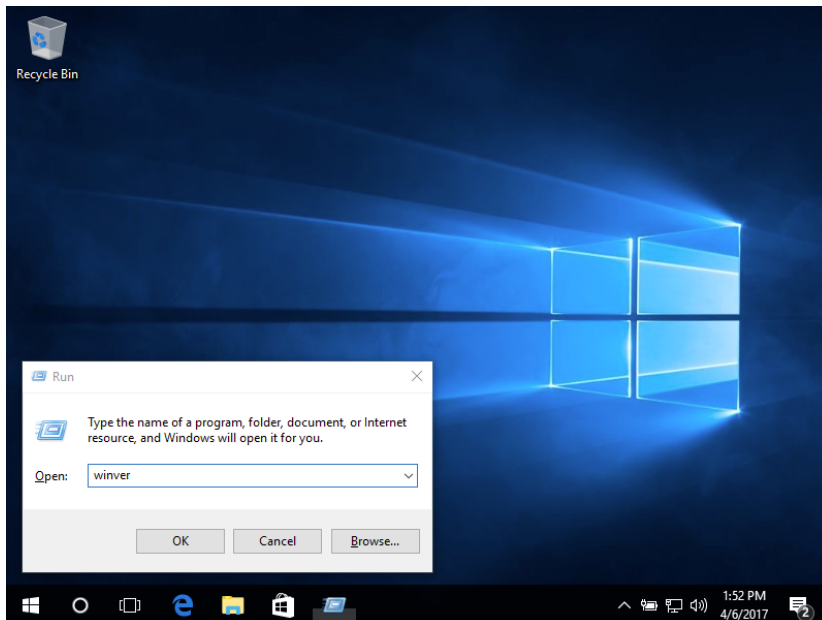 Recycle Bin
Run
Type the name of a program, folder, document, or Internet
resource, and Windows will open it for you.
Open: winver
OK Cancel Browse...
1:52 PM
4/6/2017
2